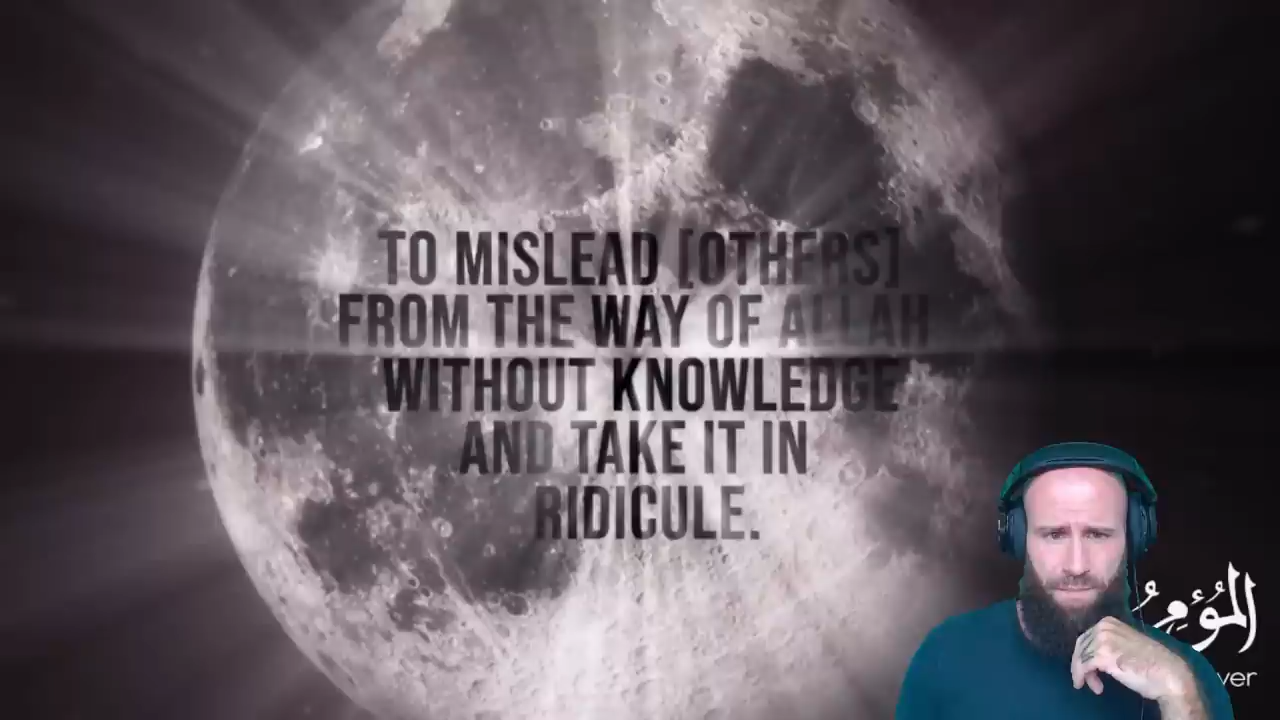 TO MISLEAD [OTHERS]
FROM THE WAY OF ALLAH
WITHOUT KNOWLEDGE
AND TAKE IT IN
RIDICULE.